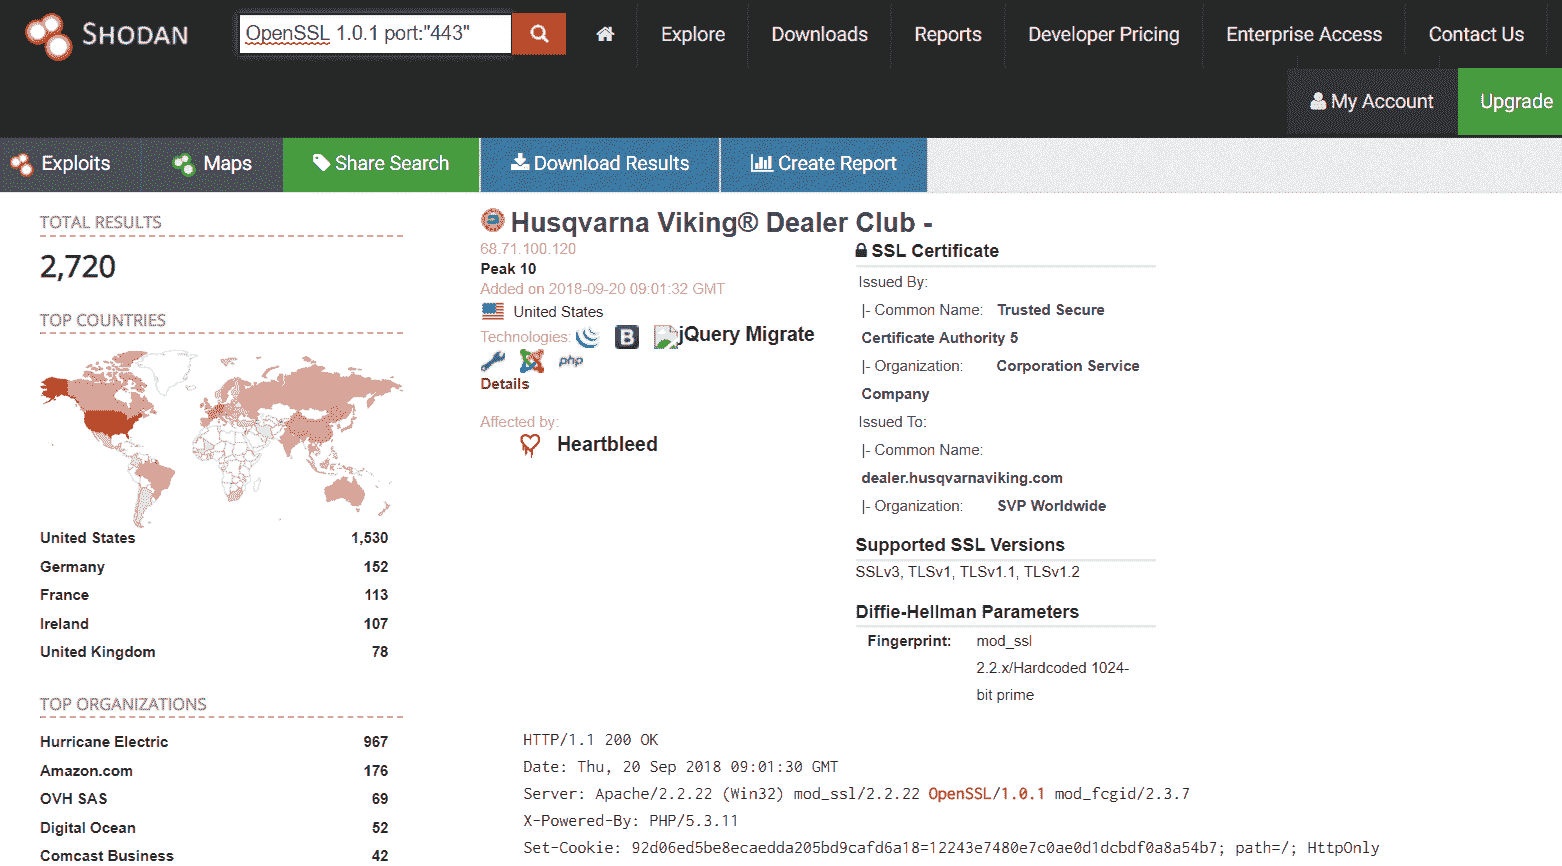 SHODAN
OpenSSL 1.0.1 port:"443"
Explore
Downloads
Reports
Developer Pricing
Enterprise Access
Contact Us
My Account
Upgrade
Exploits
Maps
Share Search
Download Results
Create Report
TOTAL RESULTS
2,720
TOP COUNTRIES
United States 1,530
Germany 152
France 113
Ireland 107
United Kingdom 78
TOP ORGANIZATIONS
Hurricane Electric 967
Amazon.com 176
OVH SAS 69
Digital Ocean 52
Comcast Business 42
Husqvarna Viking® Dealer Club -
68.71.100.120
Peak 10
Added on 2018-09-20 09:01:32 GMT
United States
Technologies:
B
jQuery Migrate
php
Details
Affected by:
Heartbleed
SSL Certificate
Issued By:
|- Common Name: Trusted Secure
Certificate Authority 5
|- Organization: Corporation Service
Company
Issued To:
|- Common Name:
dealer.husqvarnaviking.com
|- Organization: SVP Worldwide
Supported SSL Versions
SSLv3, TLSv1, TLSv1.1, TLSv1.2
Diffie-Hellman Parameters
Fingerprint: mod_ssl
2.2.x/Hardcoded 1024-
bit prime
HTTP/1.1 200 OK
Date: Thu, 20 Sep 2018 09:01:30 GMT
Server: Apache/2.2.22 (Win32) mod_ssl/2.2.22 OpenSSL/1.0.1 mod_fcgid/2.3.7
X-Powered-By: PHP/5.3.11
Set-Cookie: 92d06ed5be8ecaedda205bd9cafd6a18=12243e7480e7c0ae0d1dcbdf0a8a54b7; path=/; HttpOnly